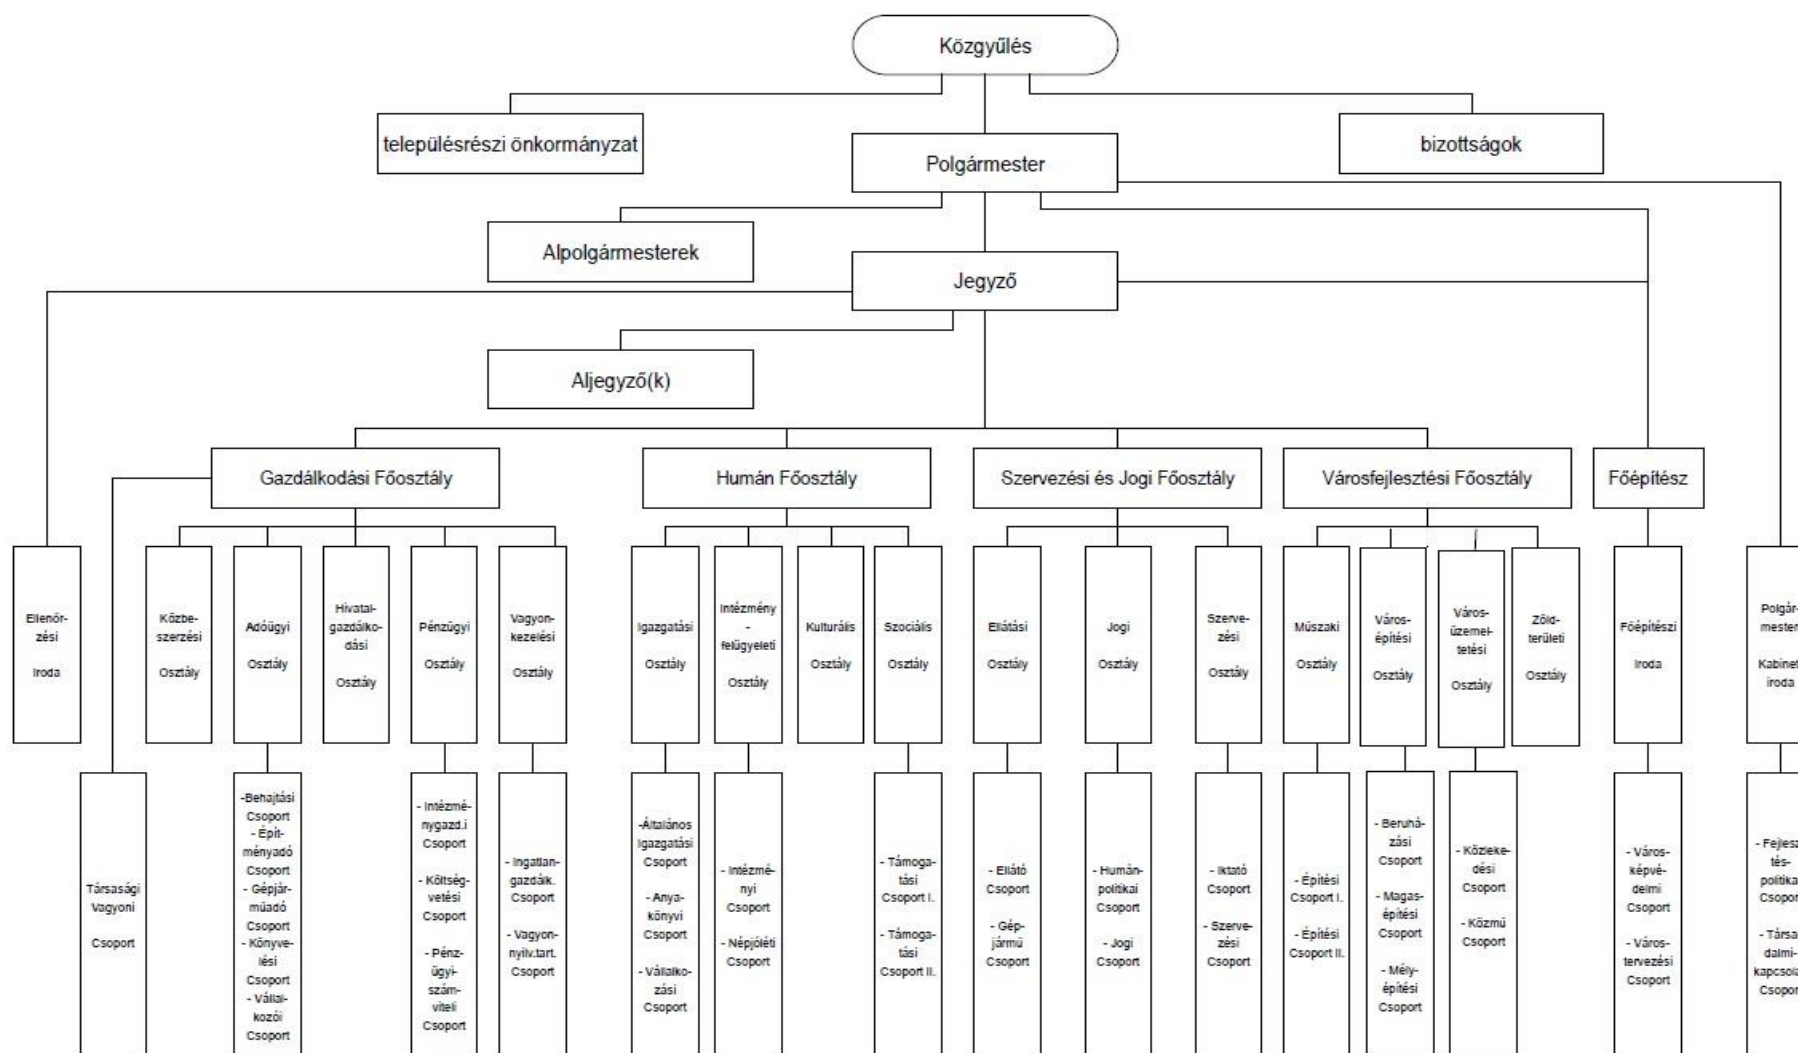 Közgyűlés
településrészi önkormányzat
bizottságok
Polgármester
Alpolgármesterek
Jegyző
Aljegyző(k)
Gazdálkodási Főosztály
Humán Főosztály
Szervezési és Jogi Főosztály
Városfejlesztési Főosztály
Főépítész
Ellenőr-
zési
Iroda
Közbe-
szerzési
Osztály
Adóügyi
Osztály
Hivatal-
gazdálko-
dási
Osztály
Pénzügyi
Osztály
Vagyon-
kezelési
Osztály
Igazgatási
Osztály
Intézmény
-
felügyeleti
Osztály
Kulturális
Osztály
Szociális
Osztály
Ellátási
Osztály
Jogi
Osztály
Szerve-
zési
Osztály
Műszaki
Osztály
Város-
építési
Osztály
Város-
üzemel-
tetési
Osztály
Zöld-
területi
Osztály
Főépítészi
Iroda
Polgár-
mester
Kabinet
iroda
Társasági
Vagyoni
Csoport
-Behajtási
Csoport
- Épít-
ményadó
Csoport
- Gépjár-
műadó
Csoport
- Könyve-
lési
Csoport
- Vállal-
kozói
Csoport
- Intézmé-
nygazd.i
Csoport
- Költség-
vetési
Csoport
- Pénz-
ügyi-
szám-
viteli
Csoport
- Ingatlan-
gazdálk.
Csoport
- Vagyon-
nyilv.tart.
Csoport
-Általános
Igazgatási
Csoport
- Anya-
könyvi
Csoport
- Vállalko-
zási
Csoport
- Intézmé-
nyi
Csoport
- Népjóléti
Csoport
- Támoga-
tási
Csoport I.
- Támoga-
tási
Csoport II.
- Ellátó
Csoport
- Gép-
jármű
Csoport
- Humán-
politikai
Csoport
- Jogi
Csoport
- Iktató
Csoport
- Szerve-
zési
Csoport
- Építési
Csoport I.
- Építési
Csoport II.
- Beruhá-
zási
Csoport
- Magas-
építési
Csoport
- Mély-
építési
Csoport
- Közleke-
dési
Csoport
- Közmű
Csoport
- Város-
képvé-
delmi
Csoport
- Város-
tervezési
Csoport
- Fejlesz
tés-
politika
Csoport
- Társa
dalmi-
kapcsola
Csoport